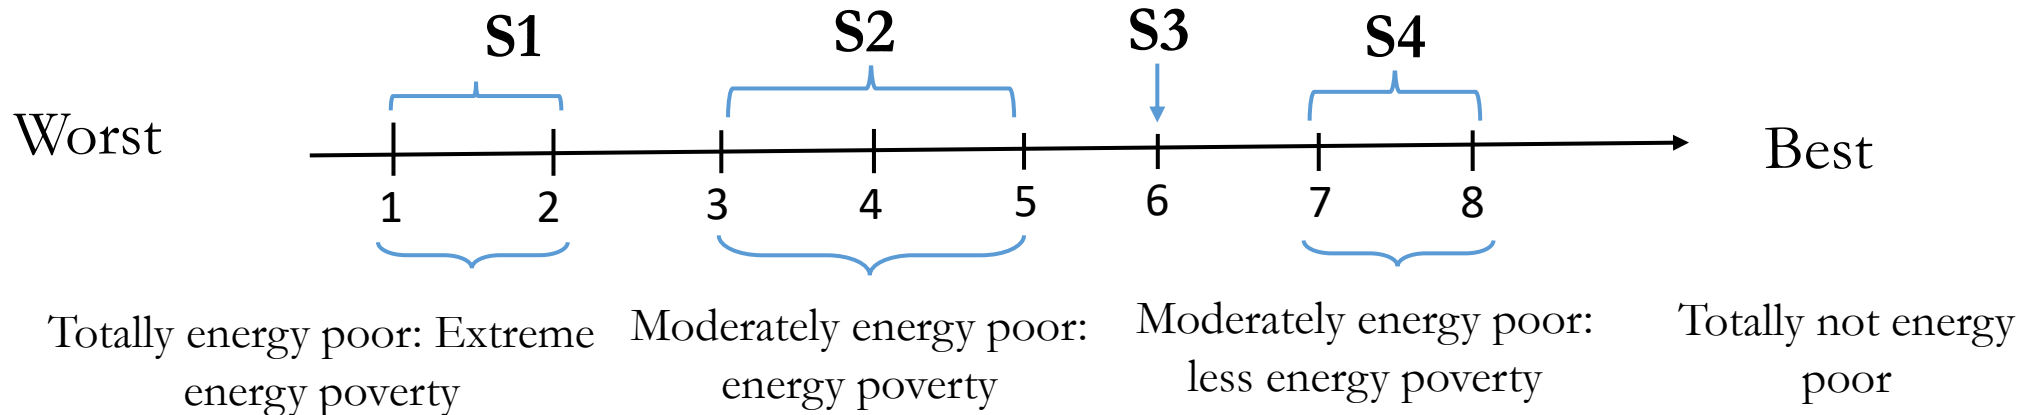 S1 S2 S3 S4
Worst Best
1 2 3 4 5 6 7 8
Totally energy poor: Extreme
energy poverty
Moderately energy poor:
energy poverty
Moderately energy poor:
less energy poverty
Totally not energy
poor